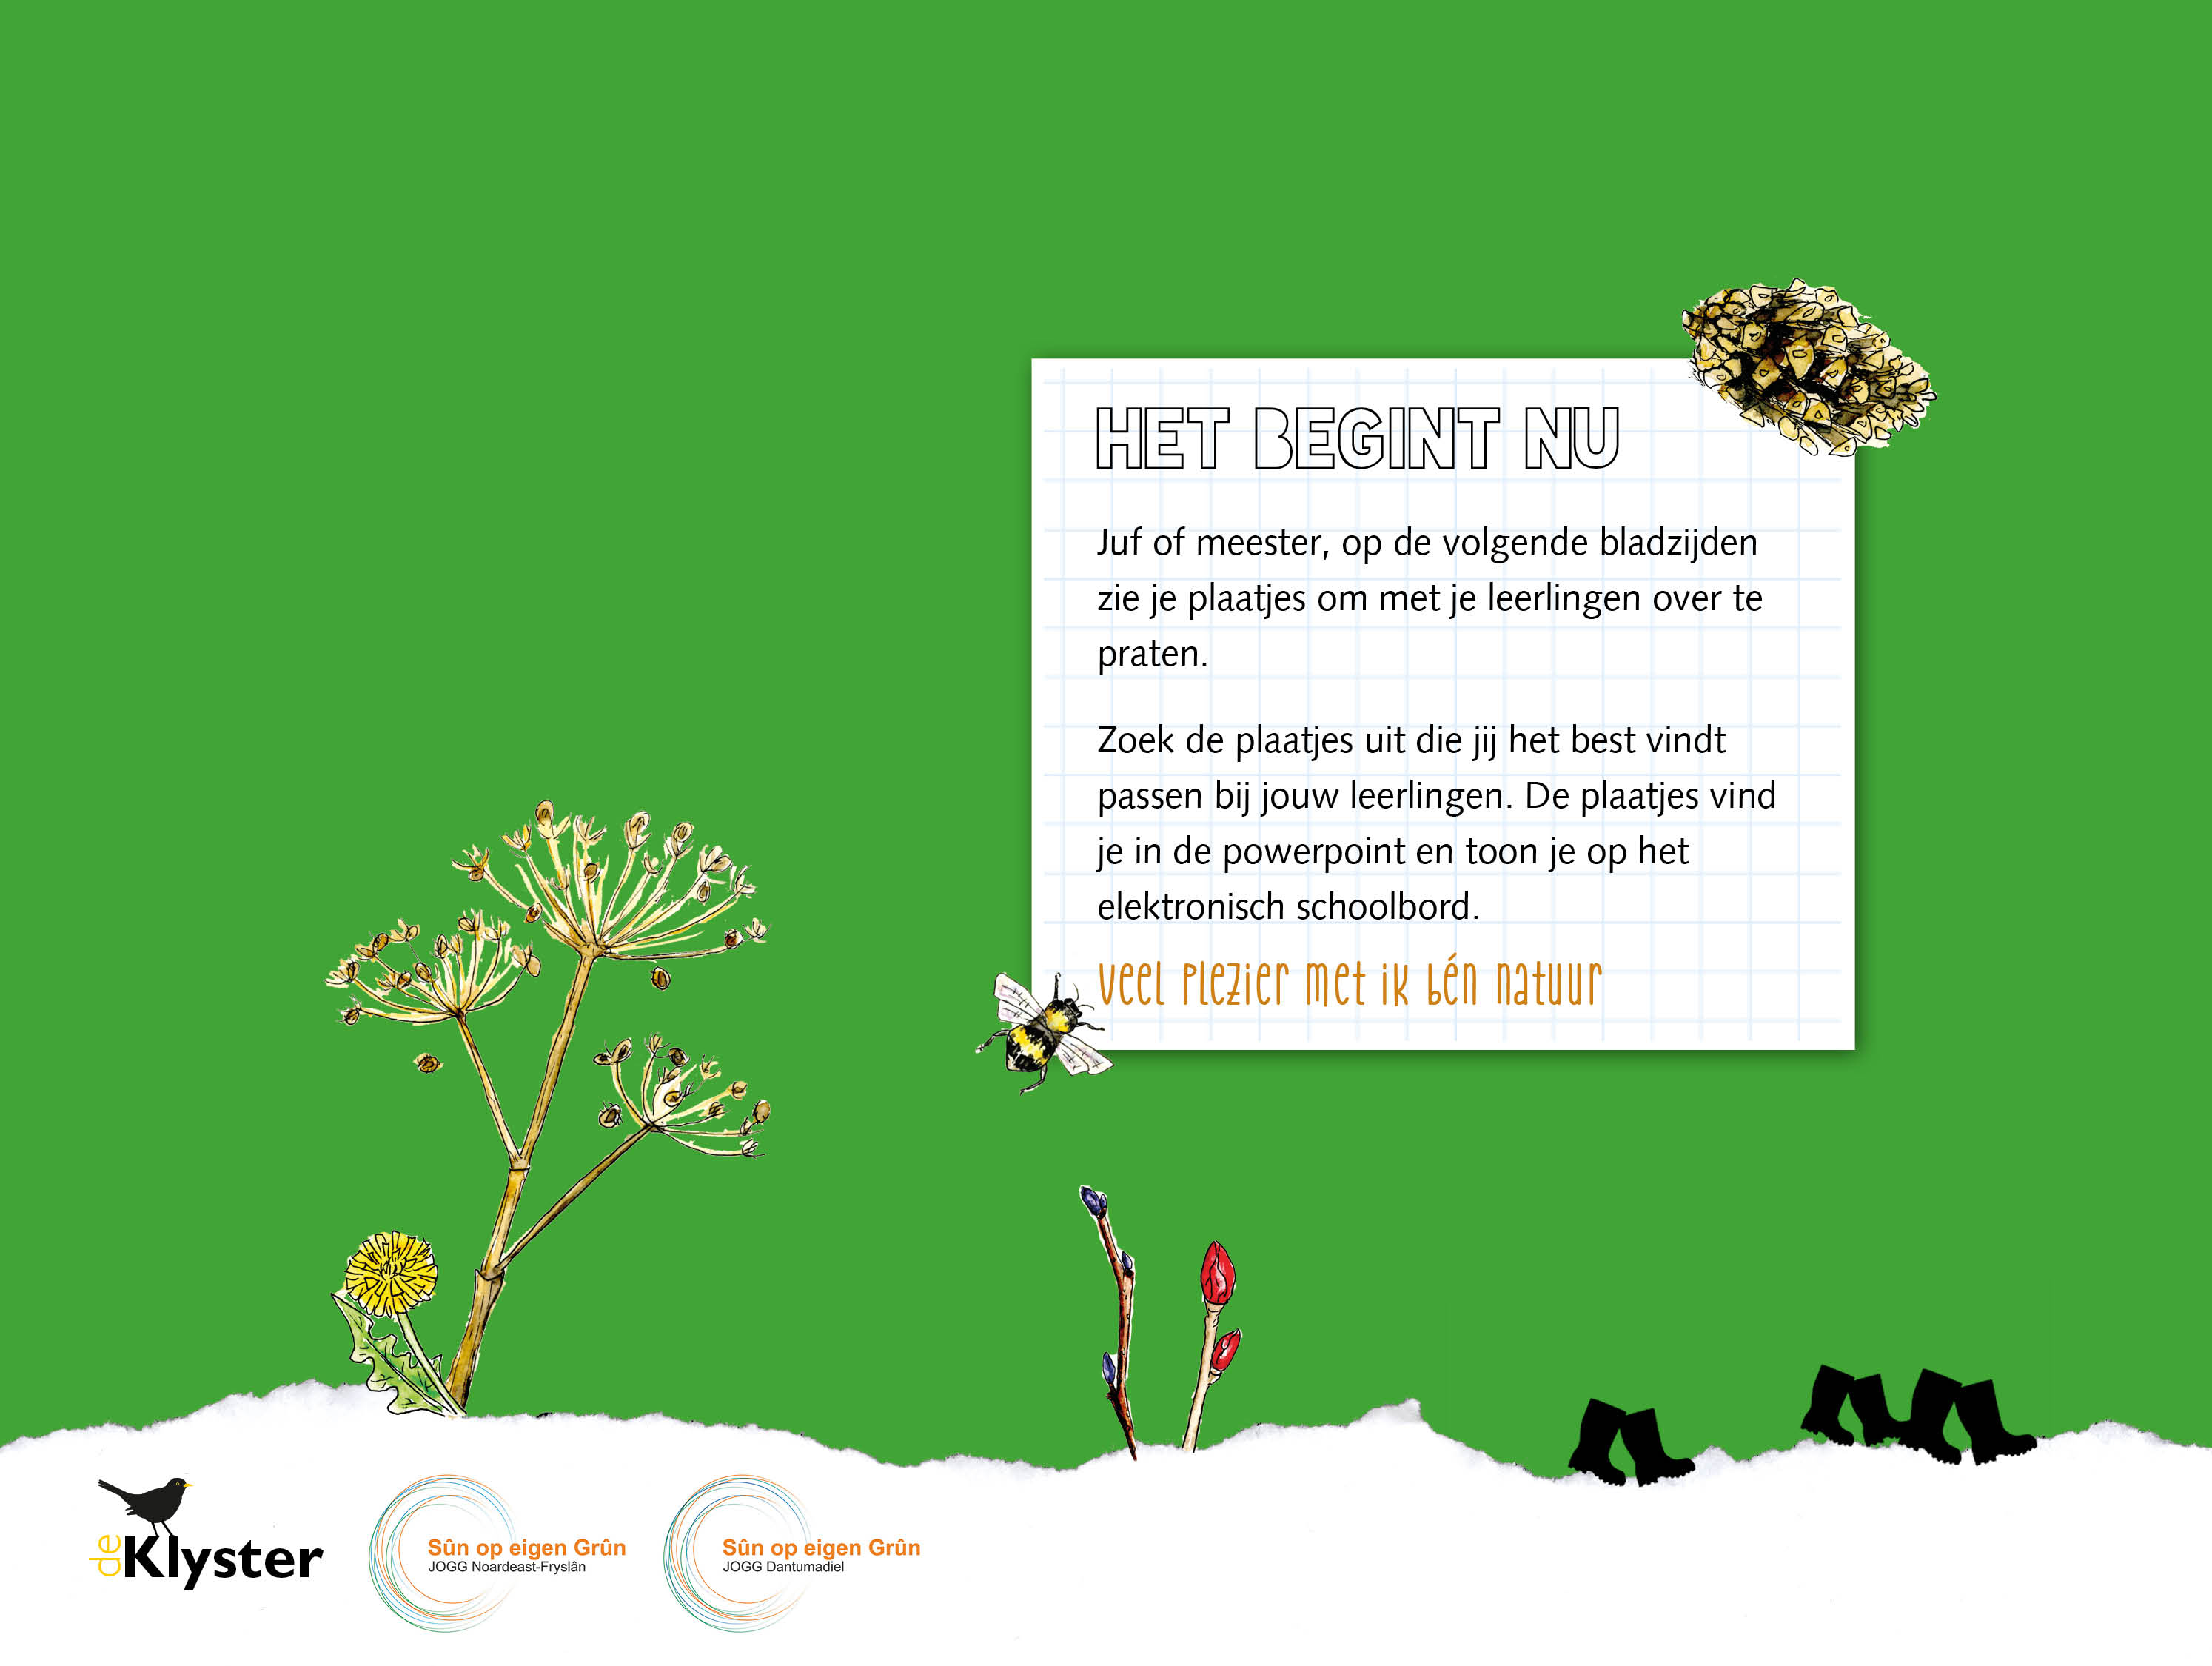 HET BEGINT NU
Juf of meester, op de volgende bladzijden
zie je plaatjes om met je leerlingen over te
praten.
Zoek de plaatjes uit die jij het best vindt
passen bij jouw leerlingen. De plaatjes vind
je in de powerpoint en toon je op het
elektronisch schoolbord.
veel plezier met ik bén natuur
de Klyster
Sûn op eigen Grûn
JOGG Noardeast-Fryslân
Sûn op eigen Grûn
JOGG Dantumadiel